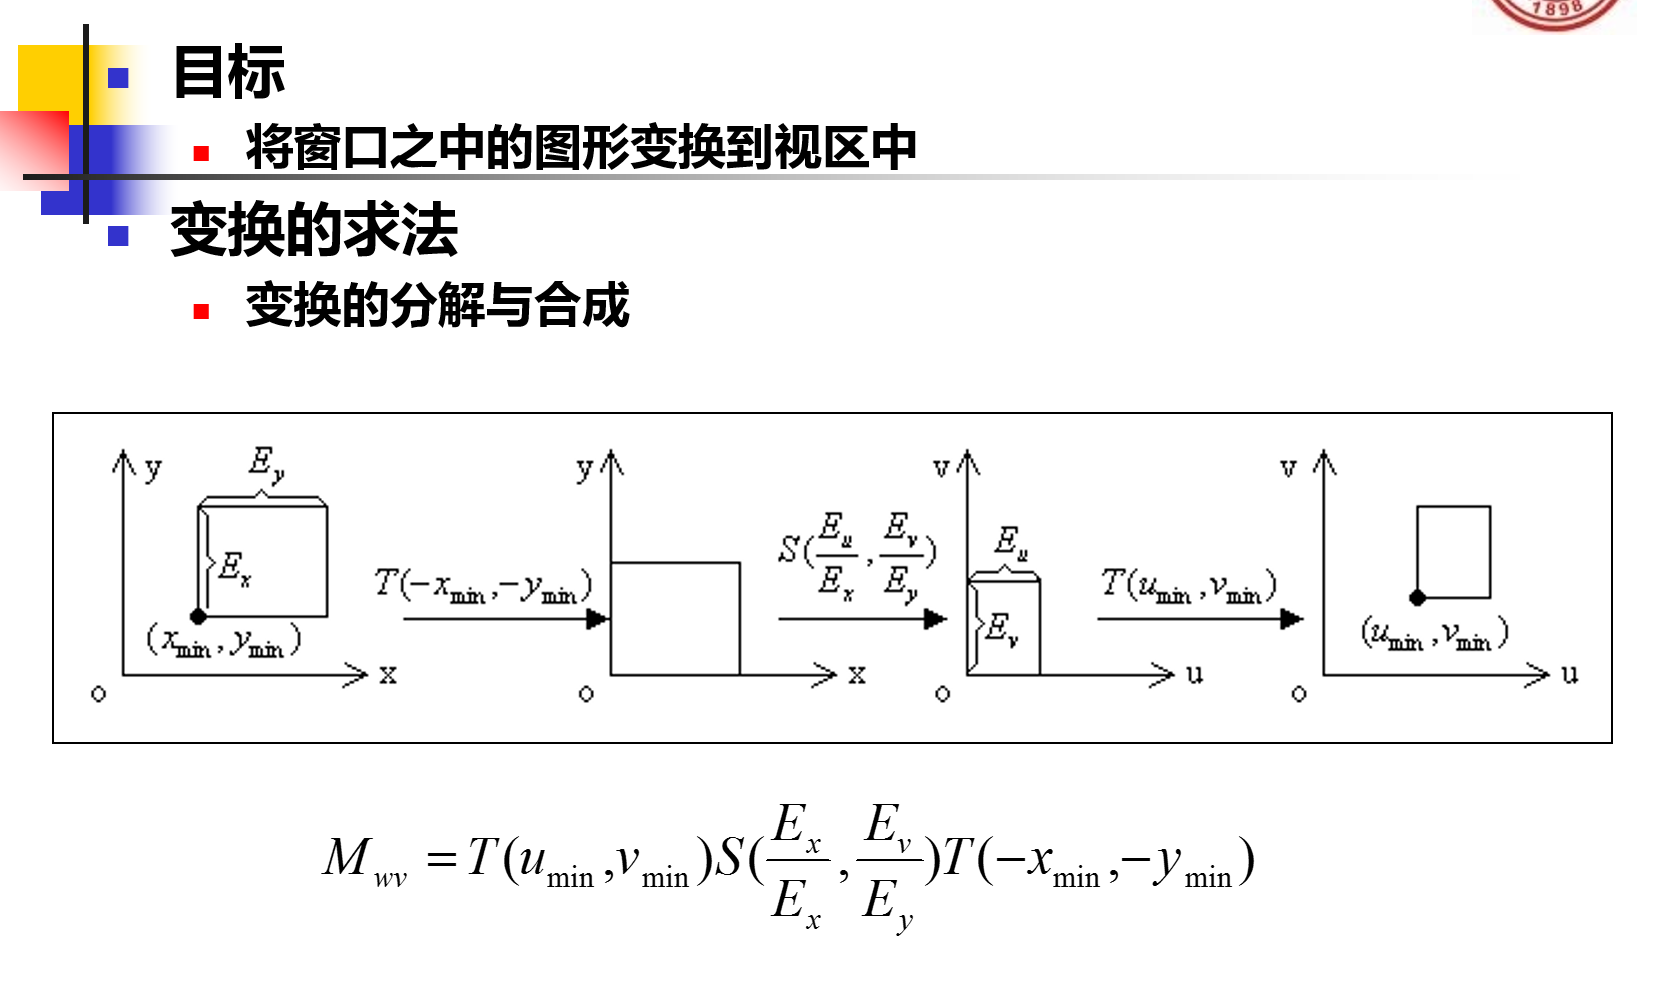 1898
目标
将窗口之中的图形变换到视区中
变换的求法
变换的分解与合成
y E_y y v v
E_x T(-x_min,-y_min) S(E_u/E_x,E_v/E_y) E_u E_v T(u_min,v_min)
(x_min,y_min) (u_min,v_min)
x x u u
o o o o
M_wv = T(u_min,v_min)S(E_x/E_x,E_v/E_y)T(-x_min,-y_min)